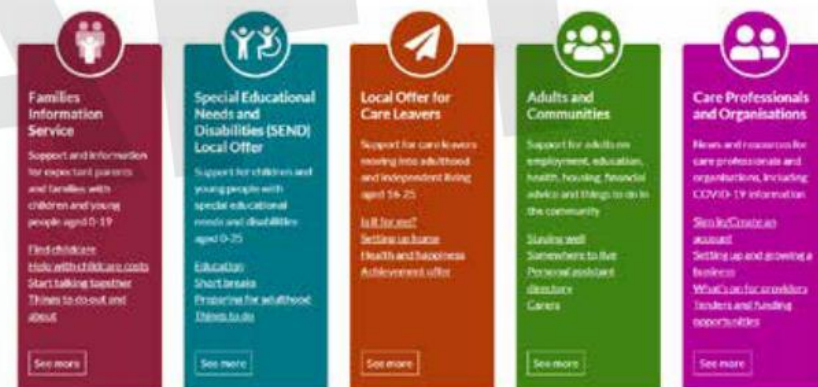 Families
Information
Service
Support and information
for expectant parents
and families with
children and young
people aged 0-19
Find childcare
Help with childcare costs
Start talking together
Things to do out and
about
See more
Special Educational
Needs and
Disabilities (SEND)
Local Offer
Support for children and
young people with
special educational
needs and disabilities
aged 0-25
Education
Short breaks
Preparing for adulthood
Things to do
See more
Local Offer for
Care Leavers
Support for care leavers
moving into adulthood
and independent living
aged 16-25
Is it for me?
Setting up home
Health and happiness
Achievement offer
See more
Adults and
Communities
Support for adults on
employment, education,
health, housing, financial
advice and things to do in
the community
Staying well
Somewhere to live
Personal assistant
directory
Carers
See more
Care Professionals
and Organisations
News and resources for
care professionals and
organisations, including
COVID-19 information
Sign in/Create an
account
Setting up and growing a
business
What's on for providers
Tenders and funding
opportunities
See more